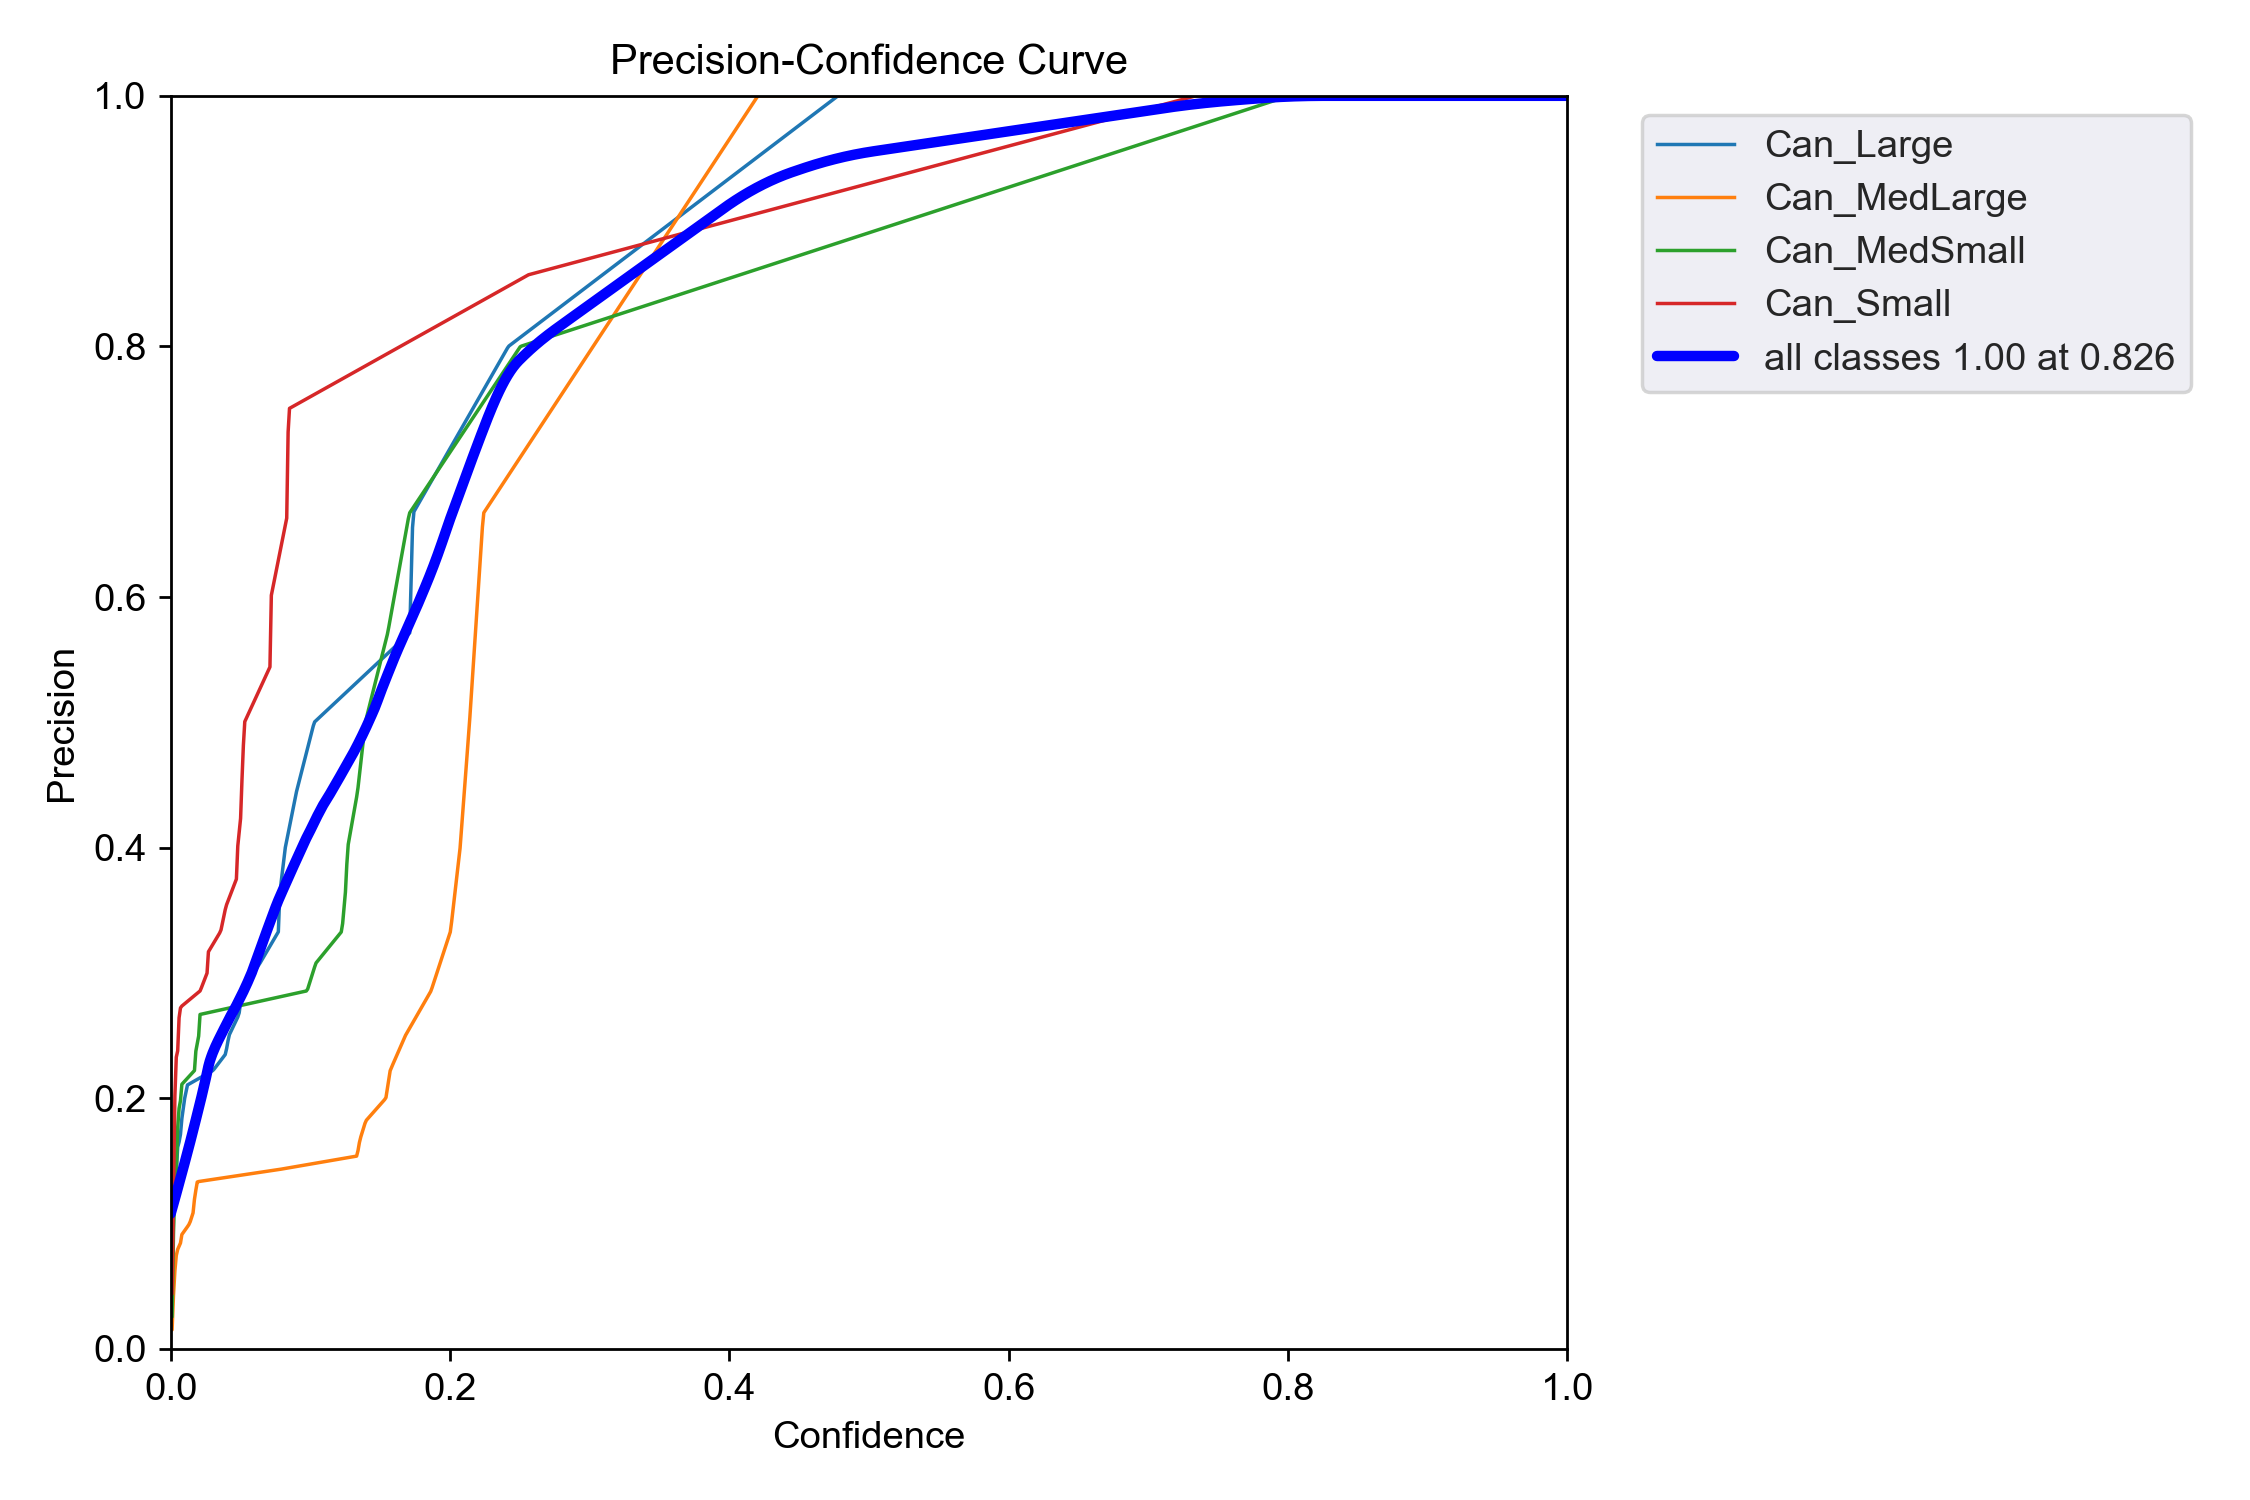 Precision-Confidence Curve
1.0
0.8
0.6
0.4
0.2
0.0
Precision
0.0 0.2 0.4 0.6 0.8 1.0
Confidence
Can_Large
Can_MedLarge
Can_MedSmall
Can_Small
all classes 1.00 at 0.826